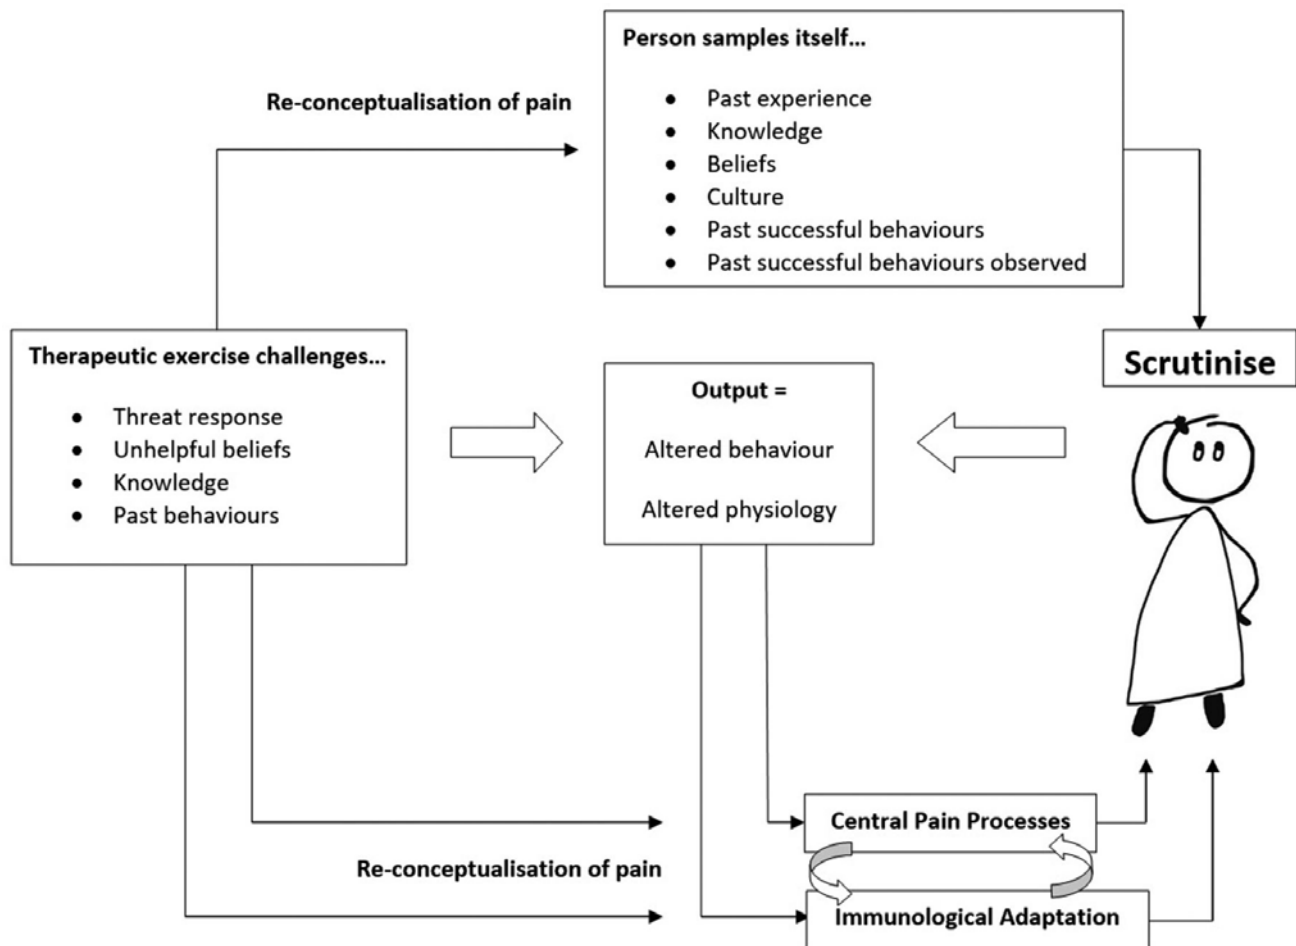 Person samples itself...
• Past experience
• Knowledge
• Beliefs
• Culture
• Past successful behaviours
• Past successful behaviours observed
Re-conceptualisation of pain
Therapeutic exercise challenges...
• Threat response
• Unhelpful beliefs
• Knowledge
• Past behaviours
Output =
Altered behaviour
Altered physiology
Scrutinise
Central Pain Processes
Re-conceptualisation of pain
Immunological Adaptation